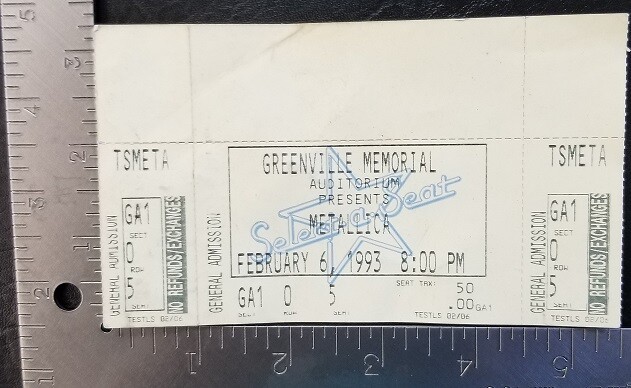 TSMETA
GENERAL ADMISSION
GA1
SECT
0
ROW
5
SEAT
NO REFUNDS/EXCHANGES
TESTLS 02/06
GENERAL ADMISSION
GREENVILLE MEMORIAL
AUDITORIUM
PRESENTS
METALLICA
Select a Seat
FEBRUARY 6, 1993 8:00 PM
GA1 0 5
SECT ROW SEAT
SEAT TAX: 50
.00 GA1
TESTLS 02/06
TSMETA
GENERAL ADMISSION
GA1
SECT
0
ROW
5
SEAT
NO REFUNDS/EXCHANGES
TESTLS 02/06
5
4
3
2
3
2
1
1
2
3
4
5